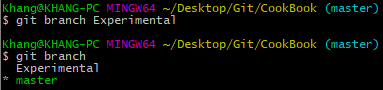 Khang@KHANG-PC MINGW64 ~/Desktop/Git/CookBook (master)
$ git branch Experimental
Khang@KHANG-PC MINGW64 ~/Desktop/Git/CookBook (master)
$ git branch
  Experimental
* master